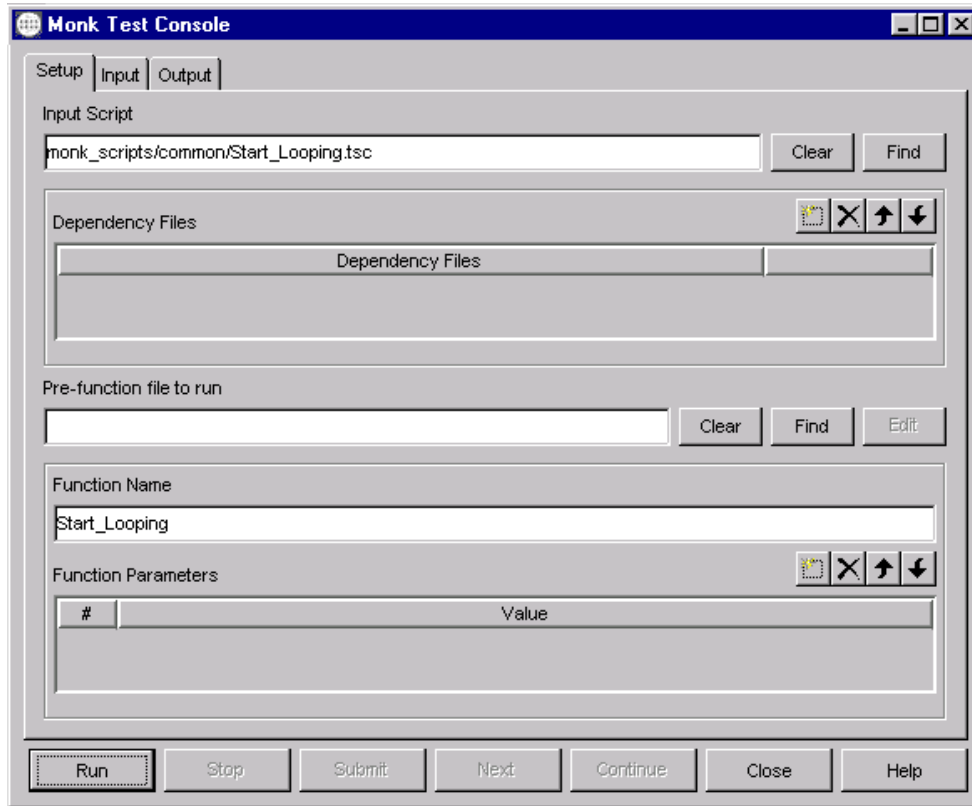 Monk Test Console
Setup Input Output
Input Script
monk_scripts/common/Start_Looping.tsc Clear Find
Dependency Files
Dependency Files
Pre-function file to run
Clear Find Edit
Function Name
Start_Looping
Function Parameters
# Value
Run Stop Submit Next Continue Close Help